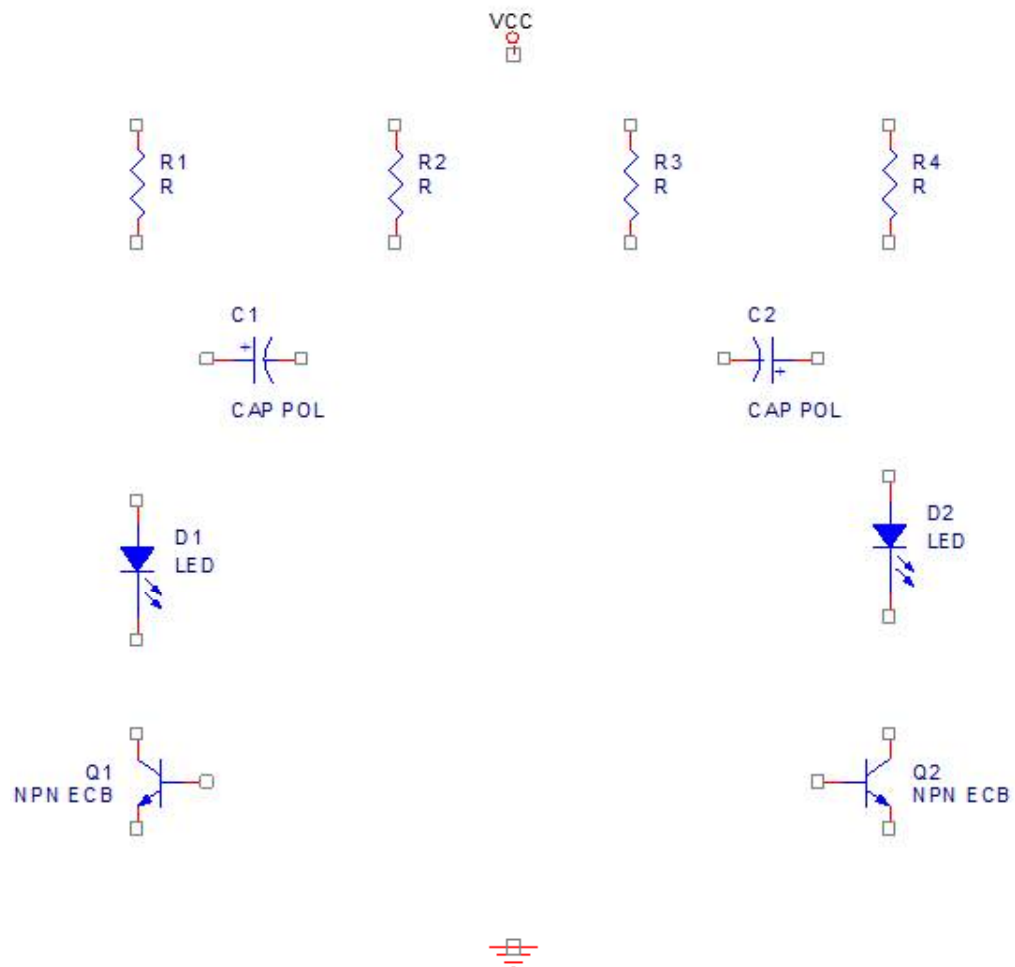 VCC
R1
R
R2
R
R3
R
R4
R
C1
+
CAP POL
C2
+
CAP POL
D1
LED
D2
LED
Q1
NPN ECB
Q2
NPN ECB